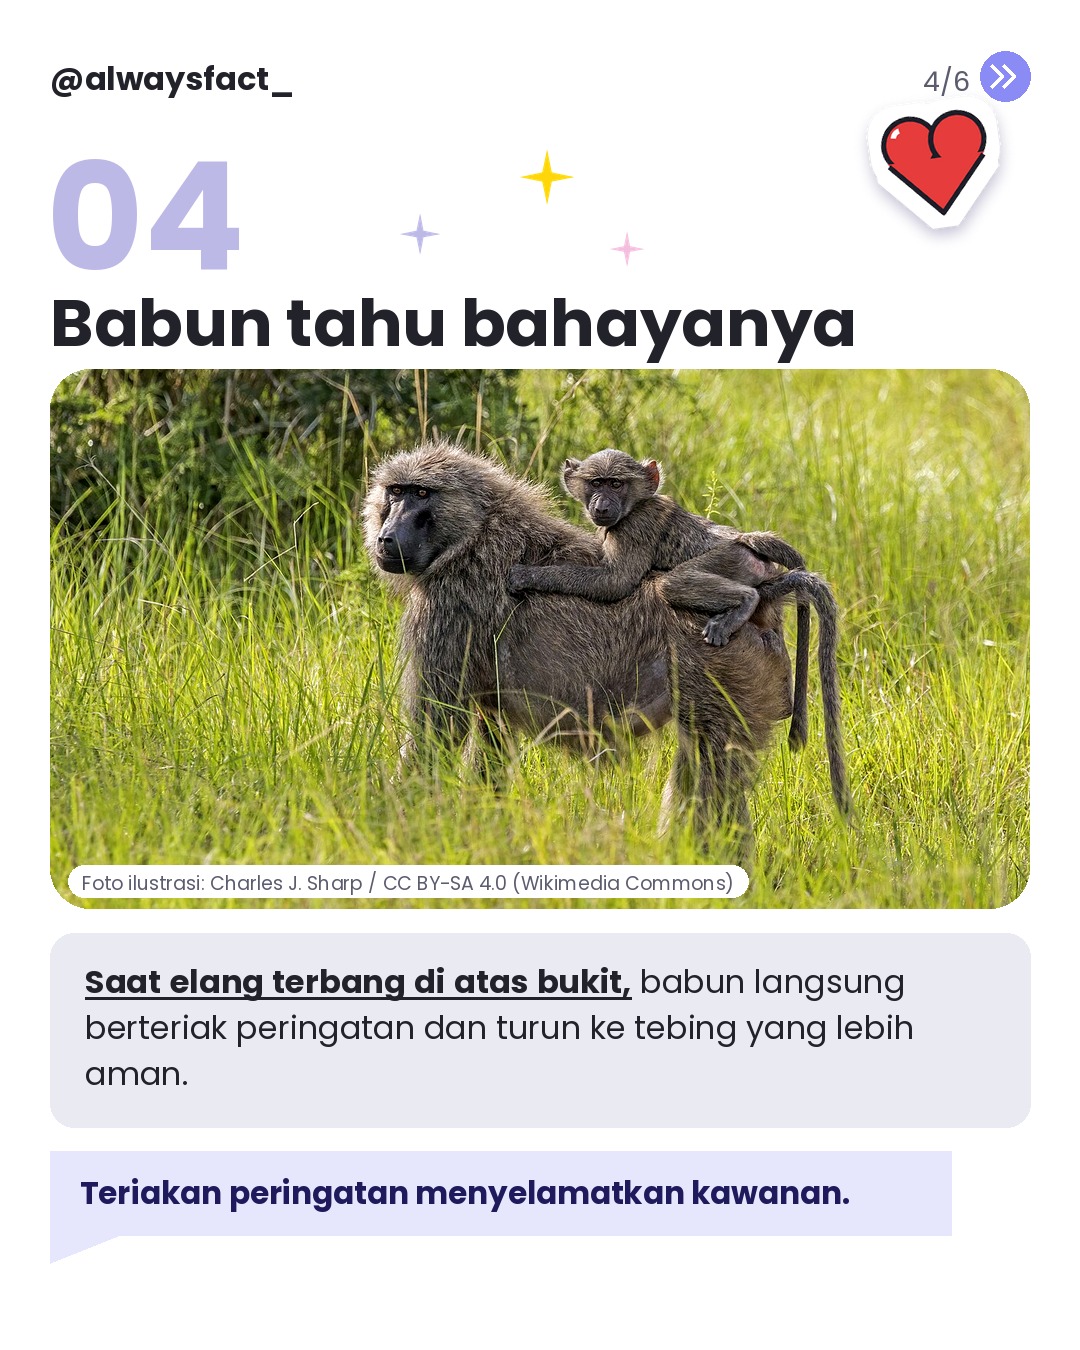 @alwaysfact_
4/6
04
Babun tahu bahayanya
Foto ilustrasi: Charles J. Sharp / CC BY-SA 4.0 (Wikimedia Commons)
Saat elang terbang di atas bukit, babun langsung
berteriak peringatan dan turun ke tebing yang lebih
aman.
Teriakan peringatan menyelamatkan kawanan.